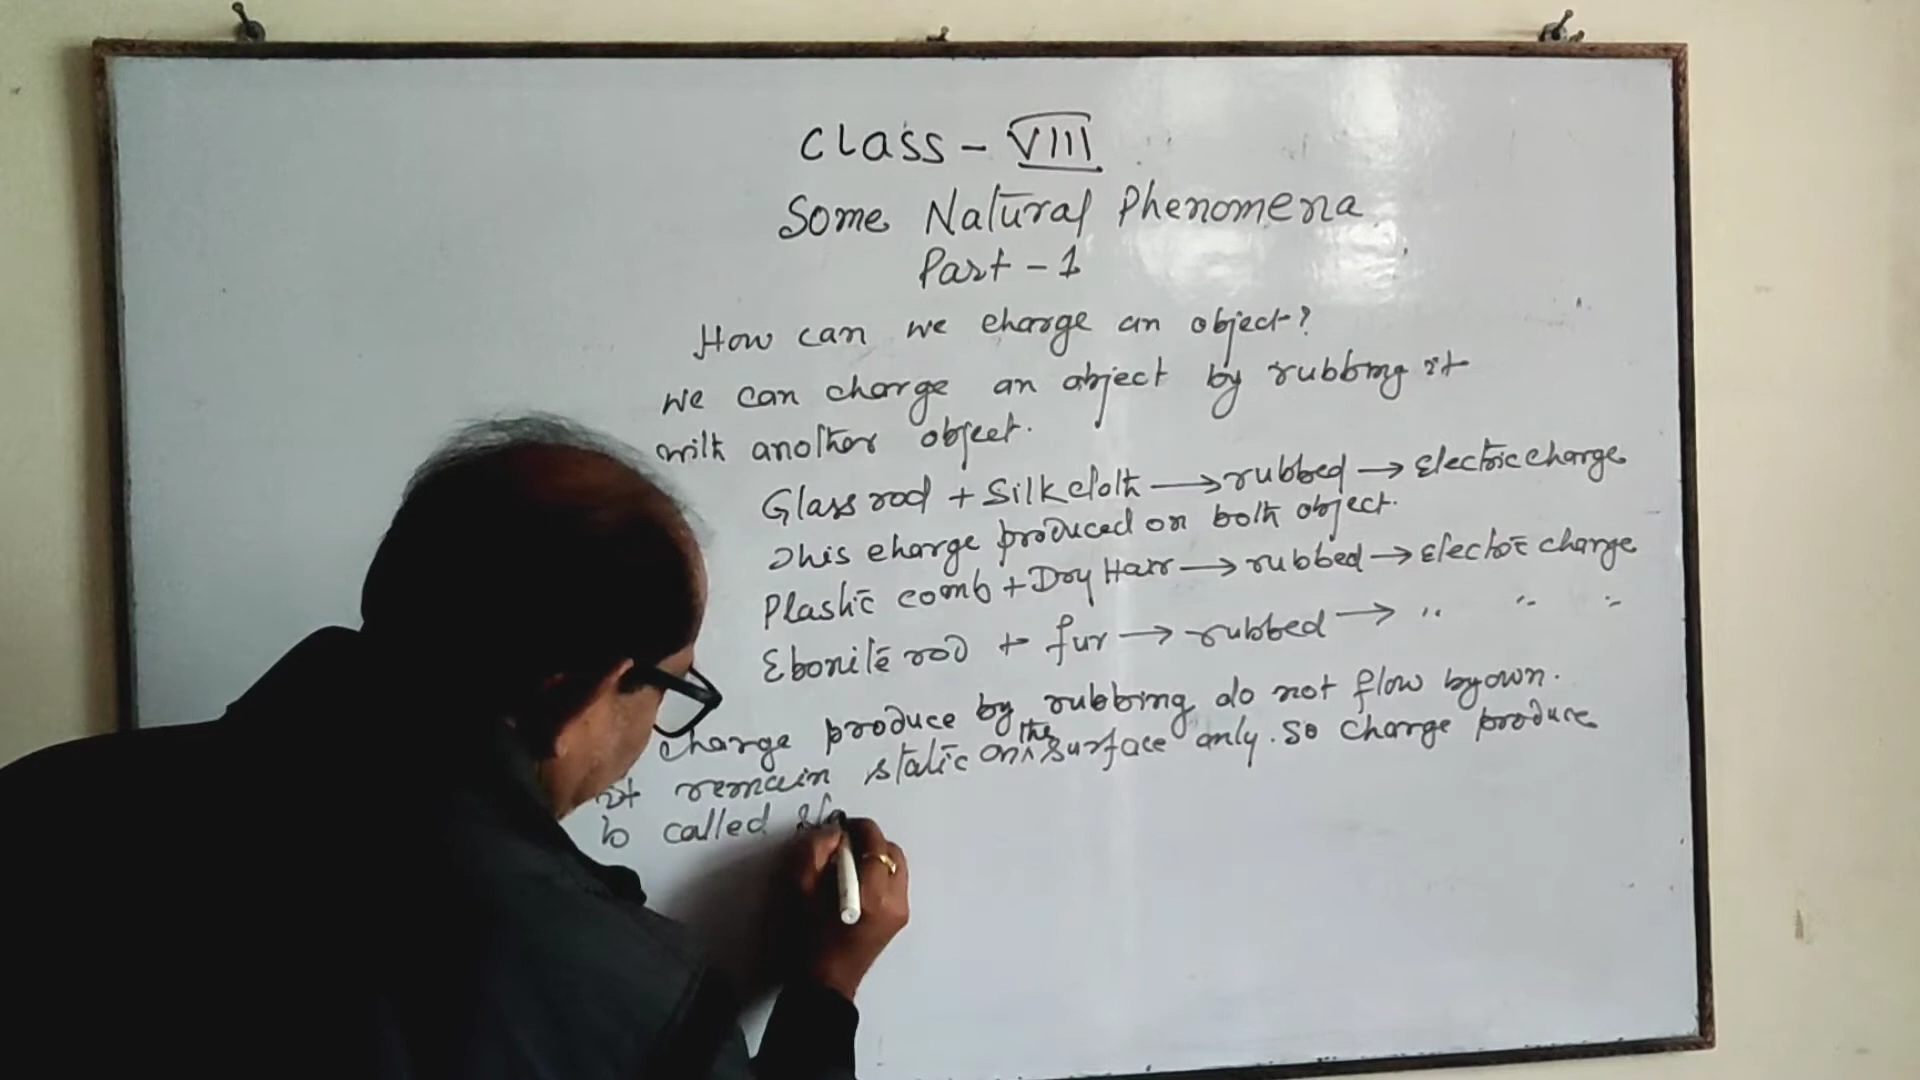 Class - VIII
Some Natural Phenomena
Part - 1
How can we charge an object?
We can charge an object by rubbing it
with another object.
Glass rod + Silk cloth → rubbed → Electric charge
This charge produced on both object.
Plastic comb + Dry Hair → rubbed → Electric charge
Ebonite rod + fur → rubbed → " " "
Charge produce by rubbing do not flow by own.
It remain static on the surface only. So charge produce
is called Sta